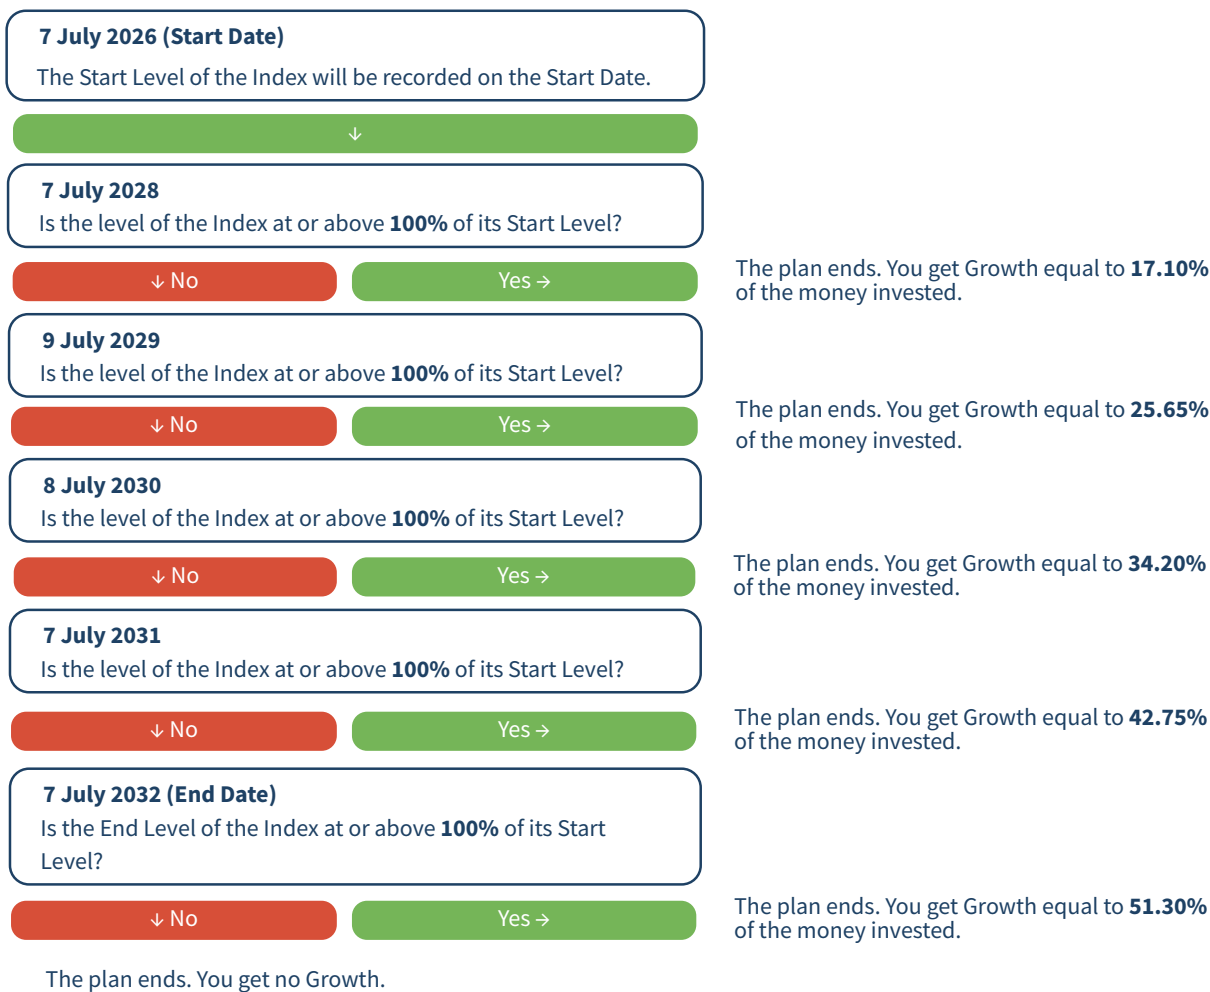 7 July 2026 (Start Date)
The Start Level of the Index will be recorded on the Start Date.
↓
7 July 2028
Is the level of the Index at or above 100% of its Start Level?
↓ No
Yes →
The plan ends. You get Growth equal to 17.10%
of the money invested.
9 July 2029
Is the level of the Index at or above 100% of its Start Level?
↓ No
Yes →
The plan ends. You get Growth equal to 25.65%
of the money invested.
8 July 2030
Is the level of the Index at or above 100% of its Start Level?
↓ No
Yes →
The plan ends. You get Growth equal to 34.20%
of the money invested.
7 July 2031
Is the level of the Index at or above 100% of its Start Level?
↓ No
Yes →
The plan ends. You get Growth equal to 42.75%
of the money invested.
7 July 2032 (End Date)
Is the End Level of the Index at or above 100% of its Start
Level?
↓ No
Yes →
The plan ends. You get Growth equal to 51.30%
of the money invested.
The plan ends. You get no Growth.